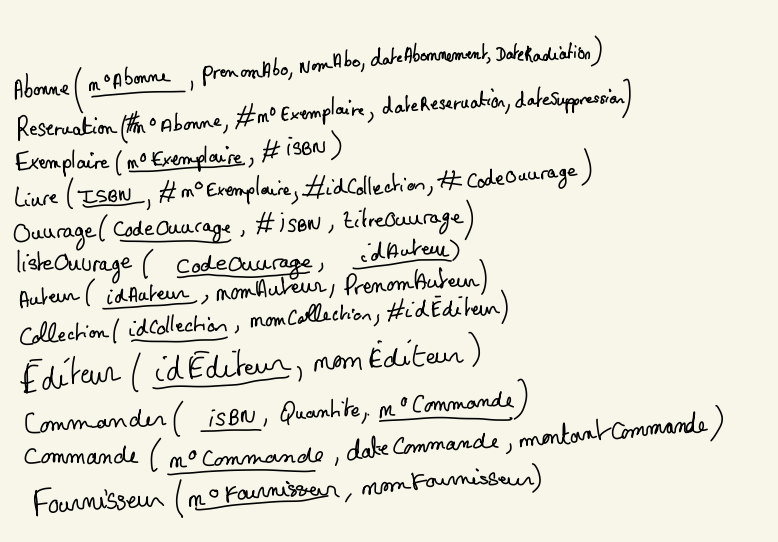 Abonne (n°Abonne, PrenomAbo, NomAbo, dateAbonnement, DateRadiation)
Reservation (#n°Abonne, #n°Exemplaire, dateReservation, dateSuppression)
Exemplaire (n°Exemplaire, #iSBN)
Livre (ISBN, #n°Exemplaire, #idCollection, #CodeOuvrage)
Ouvrage (CodeOuvrage, #iSBN, titreOuvrage)
listeOuvrage (CodeOuvrage, idAuteur)
Auteur (idAuteur, nomAuteur, PrenomAuteur)
Collection (idCollection, nomCollection, #idEditeur)
Éditeur (idÉditeur, nomÉditeur)
Commander (iSBN, Quantite, n°Commande)
Commande (n°Commande, dateCommande, montantCommande)
Fournisseur (n°Fournisseur, nomFournisseur)